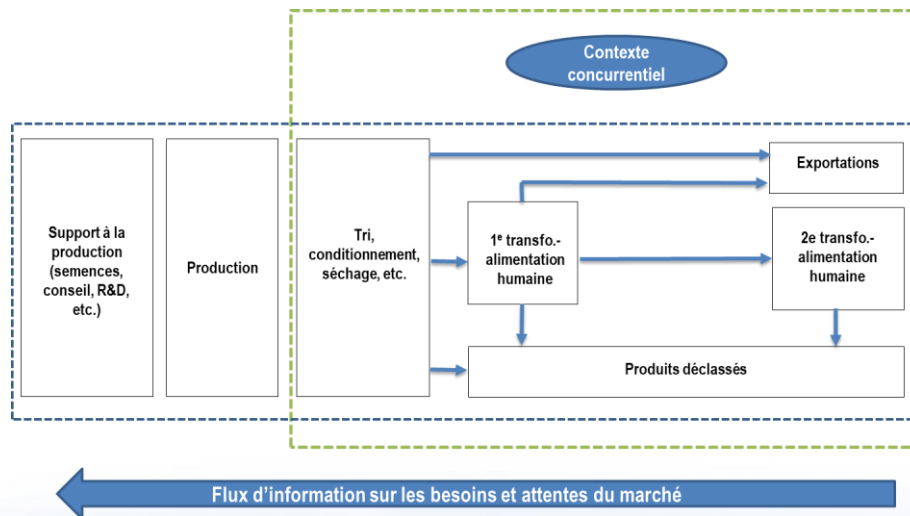 Contexte
concurrentiel
Support à la
production
(semences,
conseil, R&D,
etc.)
Production
Tri,
conditionnement,
séchage, etc.
1e transfo.-
alimentation
humaine
Exportations
2e transfo.-
alimentation
humaine
Produits déclassés
Flux d'information sur les besoins et attentes du marché